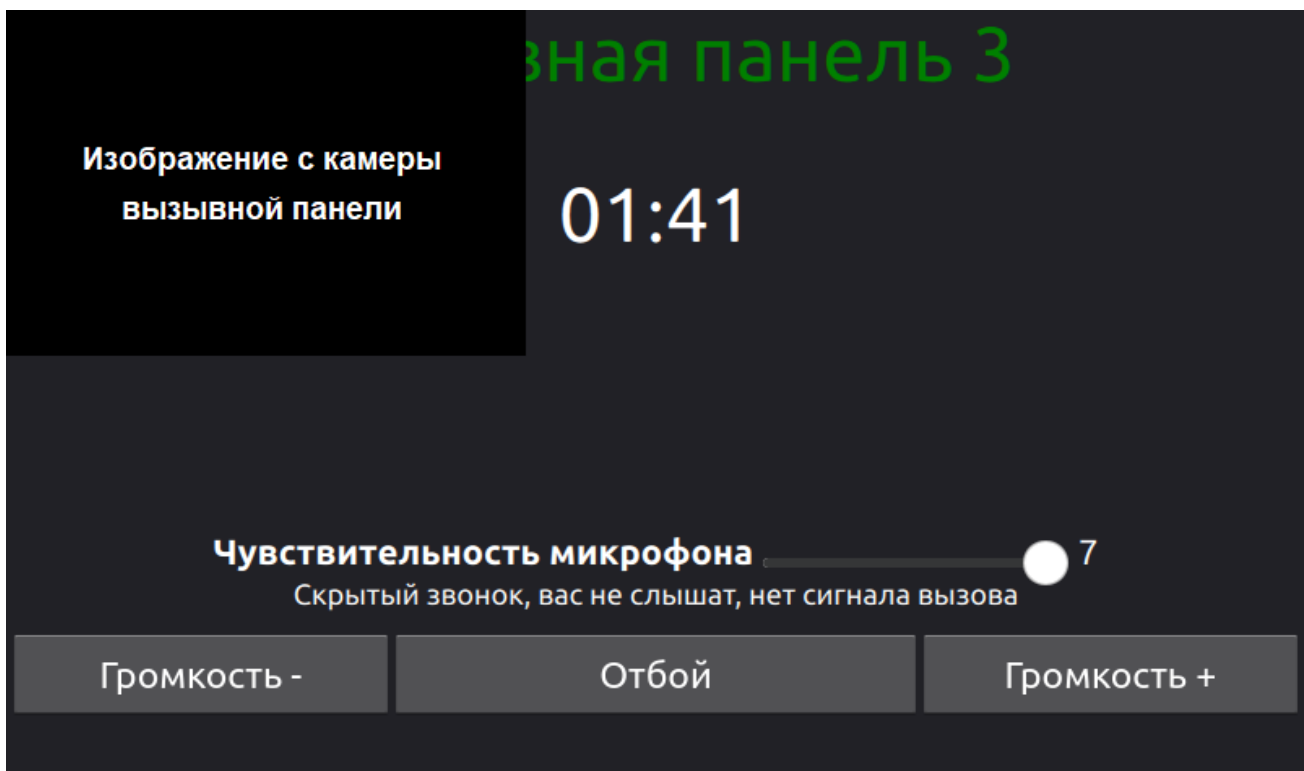 зная панель 3
Изображение с камеры
вызывной панели
01:41
Чувствительность микрофона 7
Скрытый звонок, вас не слышат, нет сигнала вызова
Громкость - Отбой Громкость +